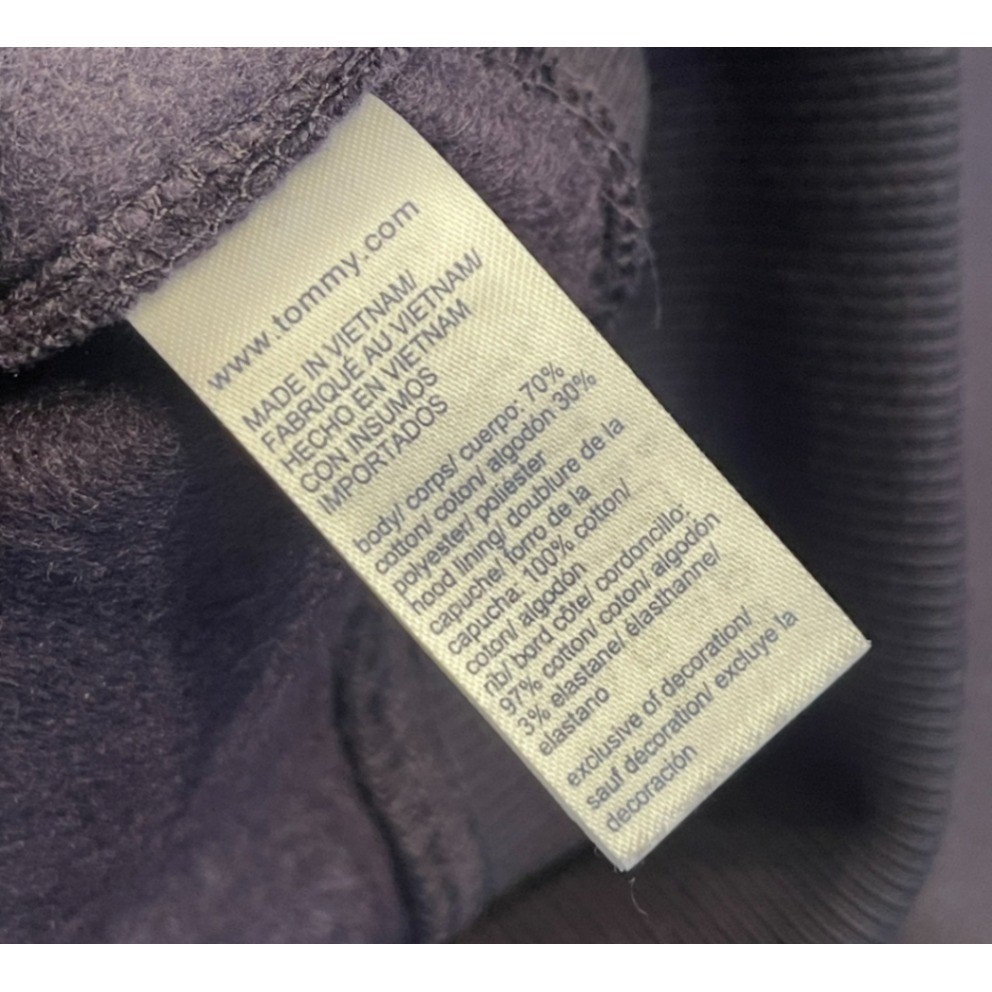 www.tommy.com
MADE IN VIETNAM/
FABRIQUÉ AU VIETNAM/
HECHO EN VIETNAM
CON INSUMOS
IMPORTADOS
body/ corps/ cuerpo: 70%
cotton/ coton/ algodón 30%
polyester/ poliéster
hood lining/ doublure de la
capuche/ forro de la
capucha: 100% cotton/
coton/ algodón
rib/ bord côte/ cordoncillo:
97% cotton/ coton/ algodón
3% elastane/ élasthanne/
elastano
exclusive of decoration/
sauf décoration/ excluye la
decoración